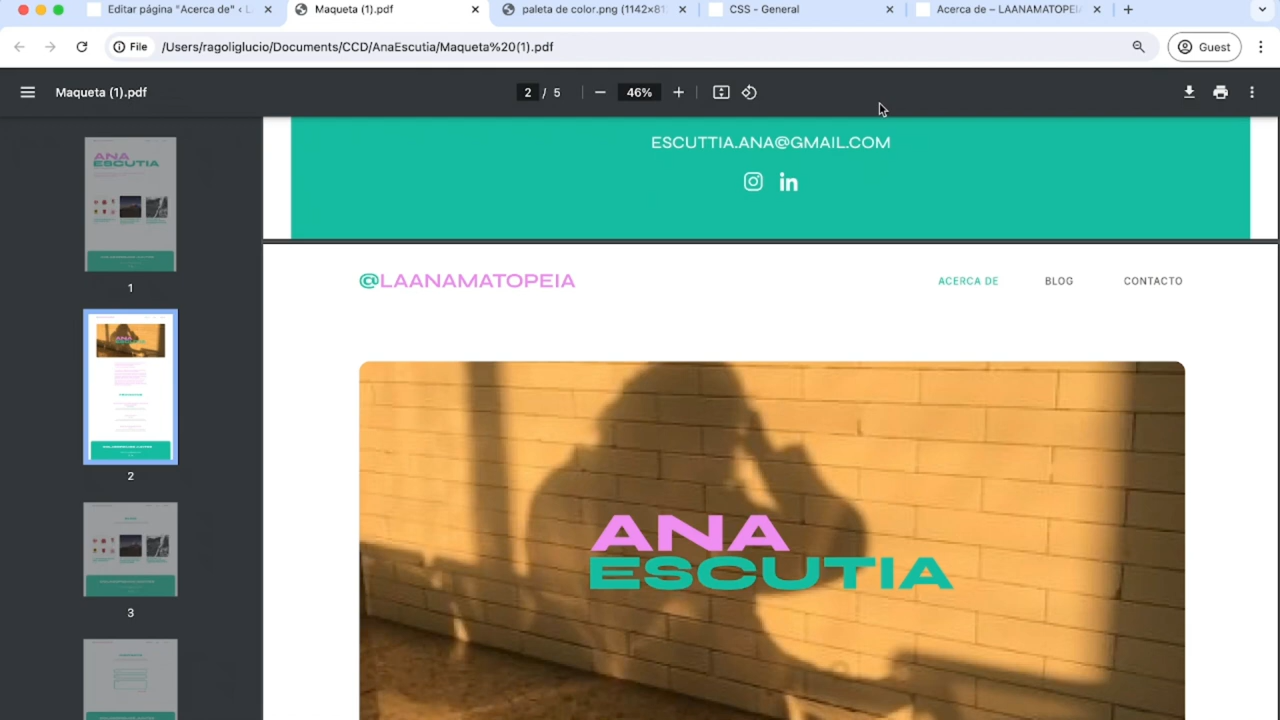 Editar página "Acerca de" ‹ L
Maqueta (1).pdf
paleta de color.png (1142×81
CSS - General
Acerca de – LAANAMATOPEIA
File
/Users/ragoliglucio/Documents/CCD/AnaEscutia/Maqueta%20(1).pdf
Guest
Maqueta (1).pdf
2 / 5
46%
ESCUTTIA.ANA@GMAIL.COM
@LAANAMATOPEIA
ACERCA DE
BLOG
CONTACTO
ANA
ESCUTIA
ANA
ESCUTIA
1
2
3